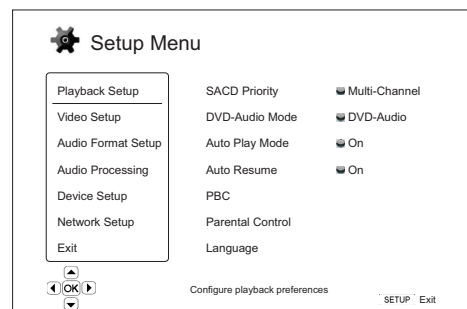 Setup Menu
Playback Setup
Video Setup
Audio Format Setup
Audio Processing
Device Setup
Network Setup
Exit
SACD Priority Multi-Channel
DVD-Audio Mode DVD-Audio
Auto Play Mode On
Auto Resume On
PBC
Parental Control
Language
OK
Configure playback preferences
SETUP Exit